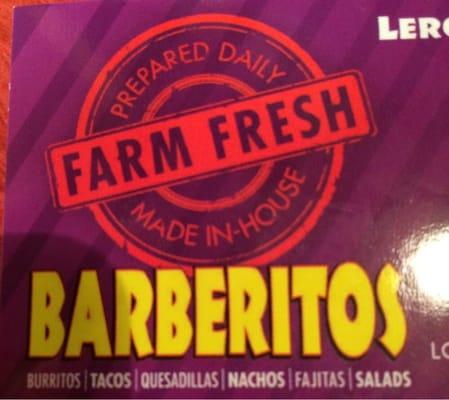 PREPARED DAILY
FARM FRESH
MADE IN-HOUSE
BARBERITOS
BURRITOS | TACOS | QUESADILLAS | NACHOS | FAJITAS | SALADS